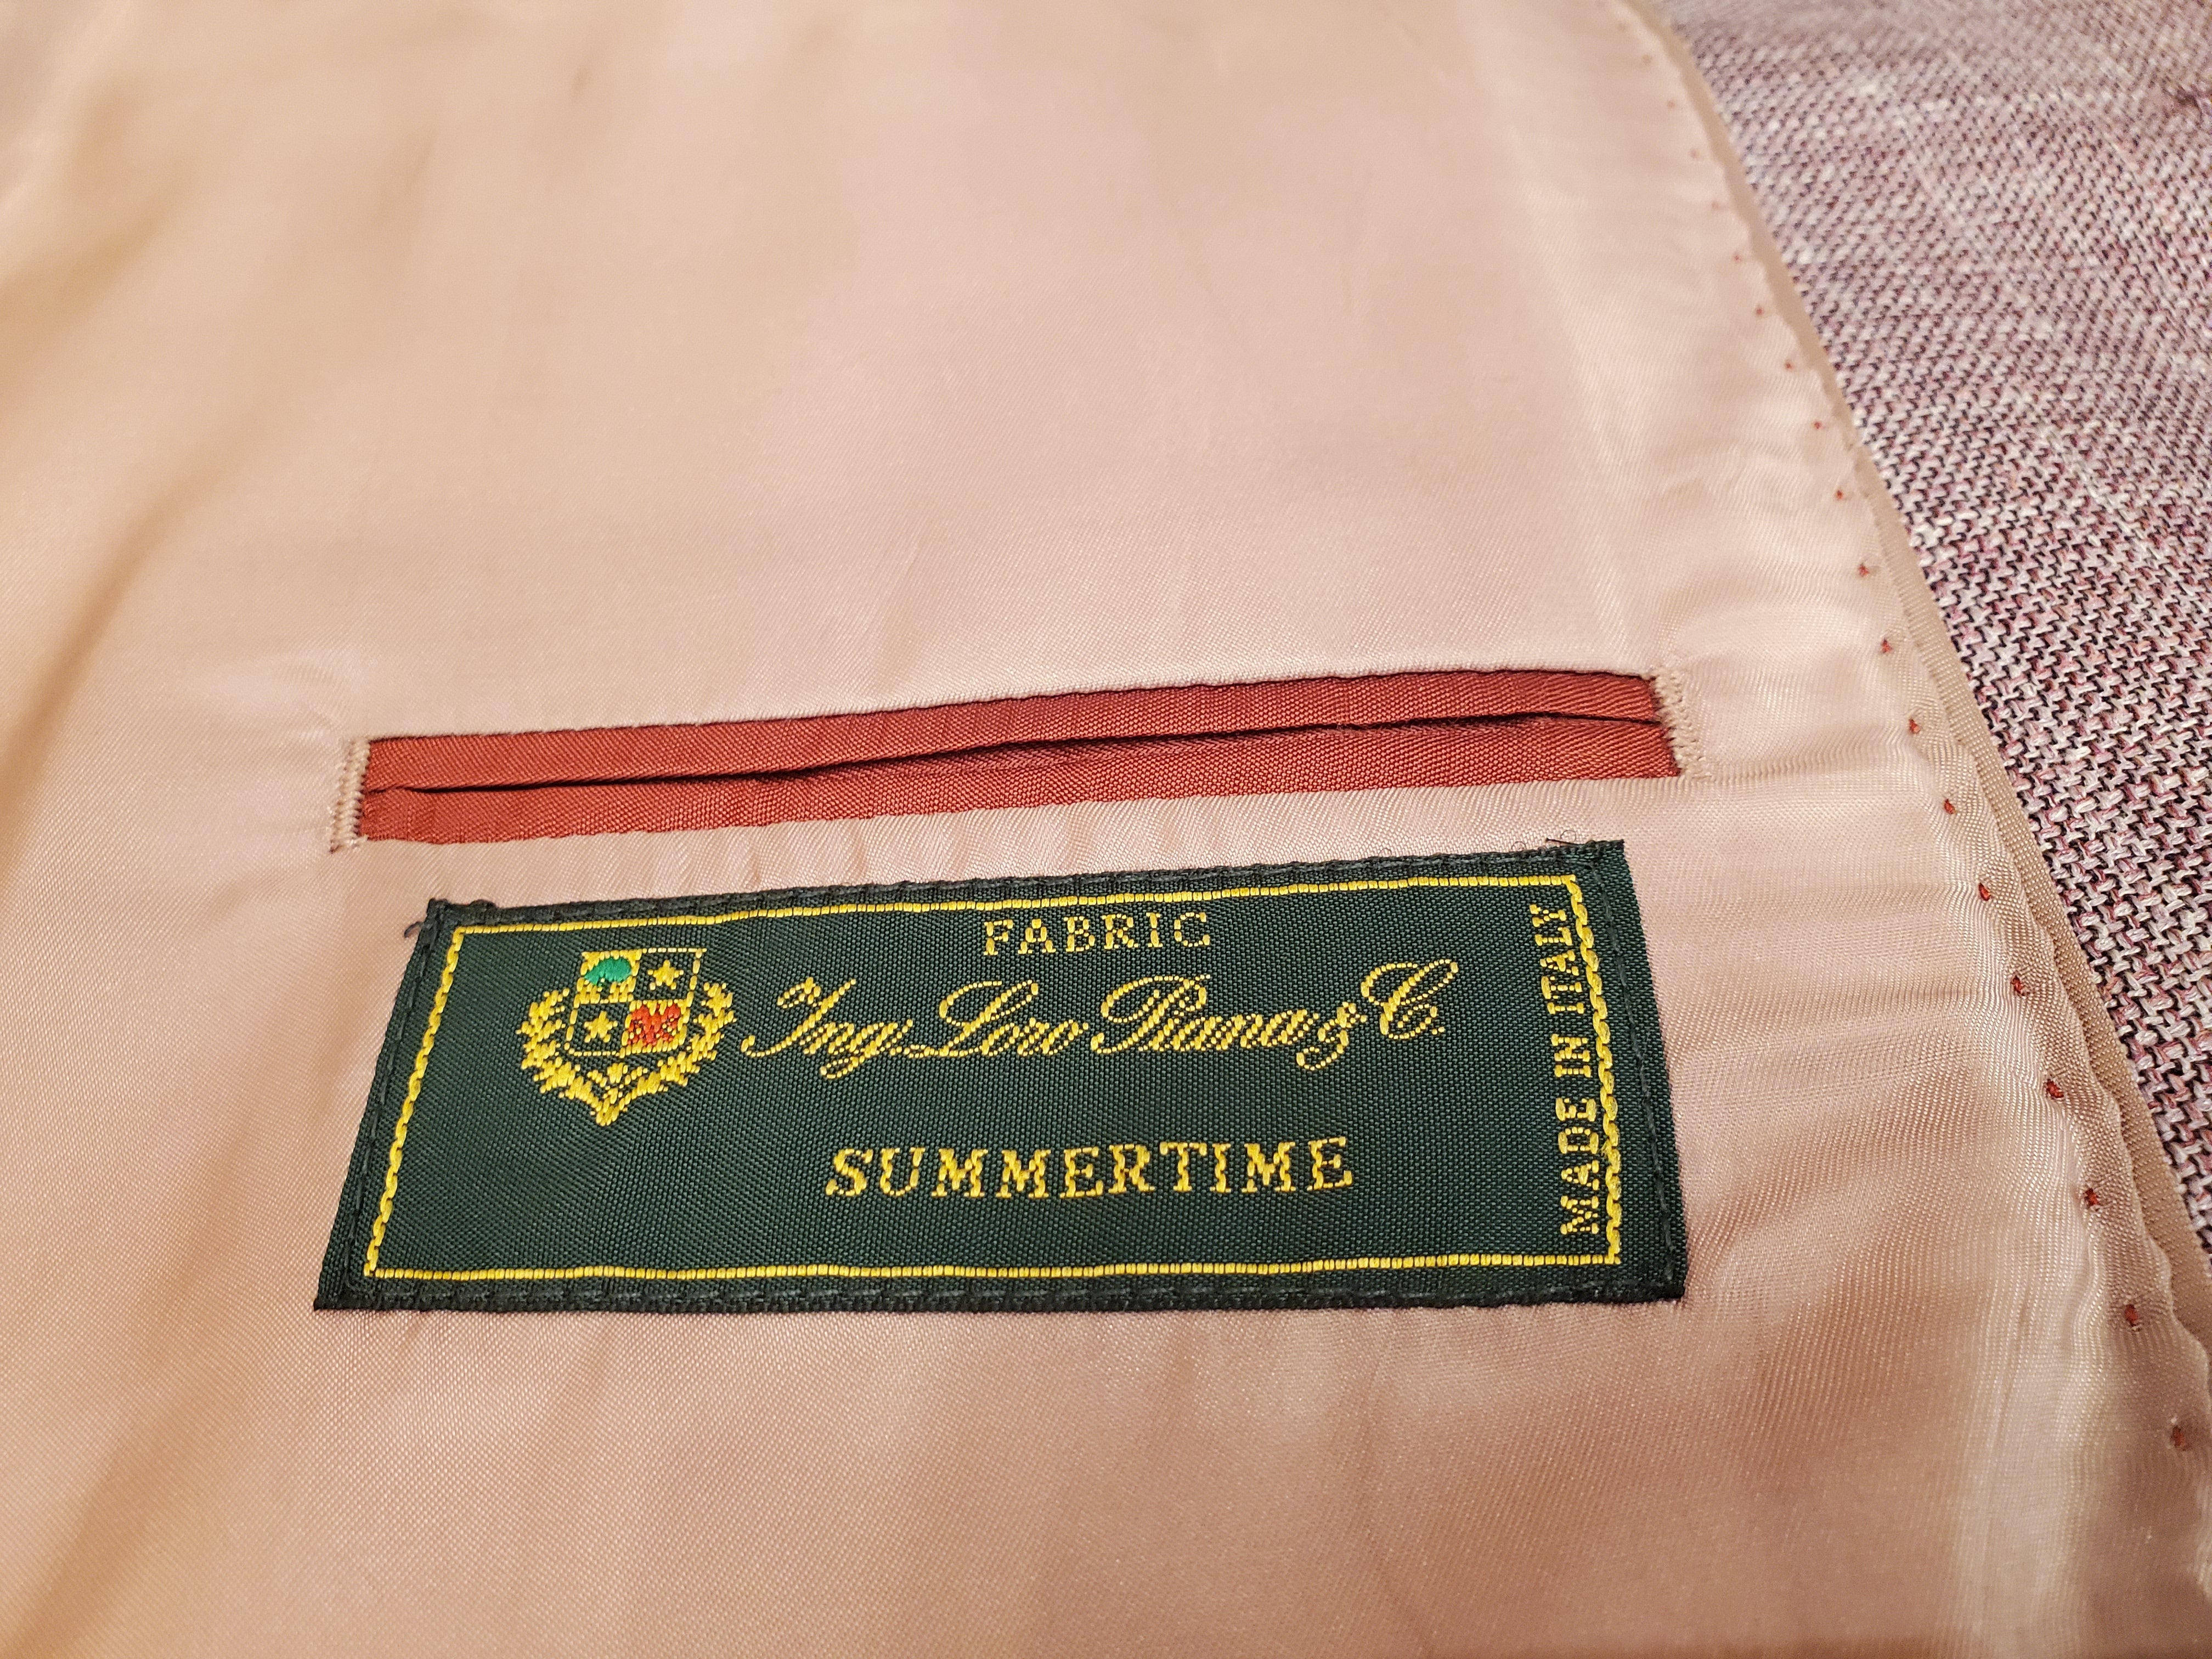 FABRIC
Ing. Loro Piana & C.
SUMMERTIME
MADE IN ITALY